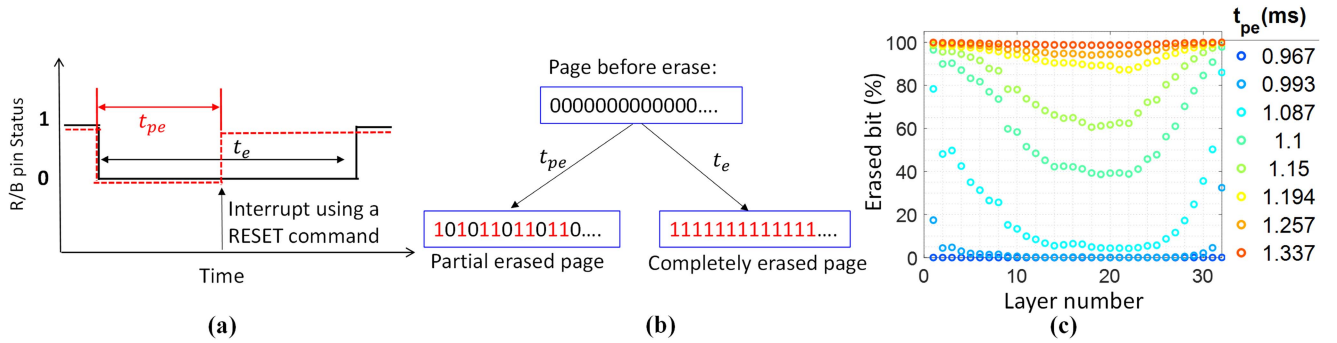 R/B pin Status
1
0
t_pe
t_e
Interrupt using a
RESET command
Time
(a)
Page before erase:
0000000000000....
t_pe
t_e
1010110110110....
1111111111111....
Partial erased page
Completely erased page
(b)
Erased bit (%)
100
80
60
40
20
0
0
10
20
30
Layer number
t_pe(ms)
0.967
0.993
1.087
1.1
1.15
1.194
1.257
1.337
(c)